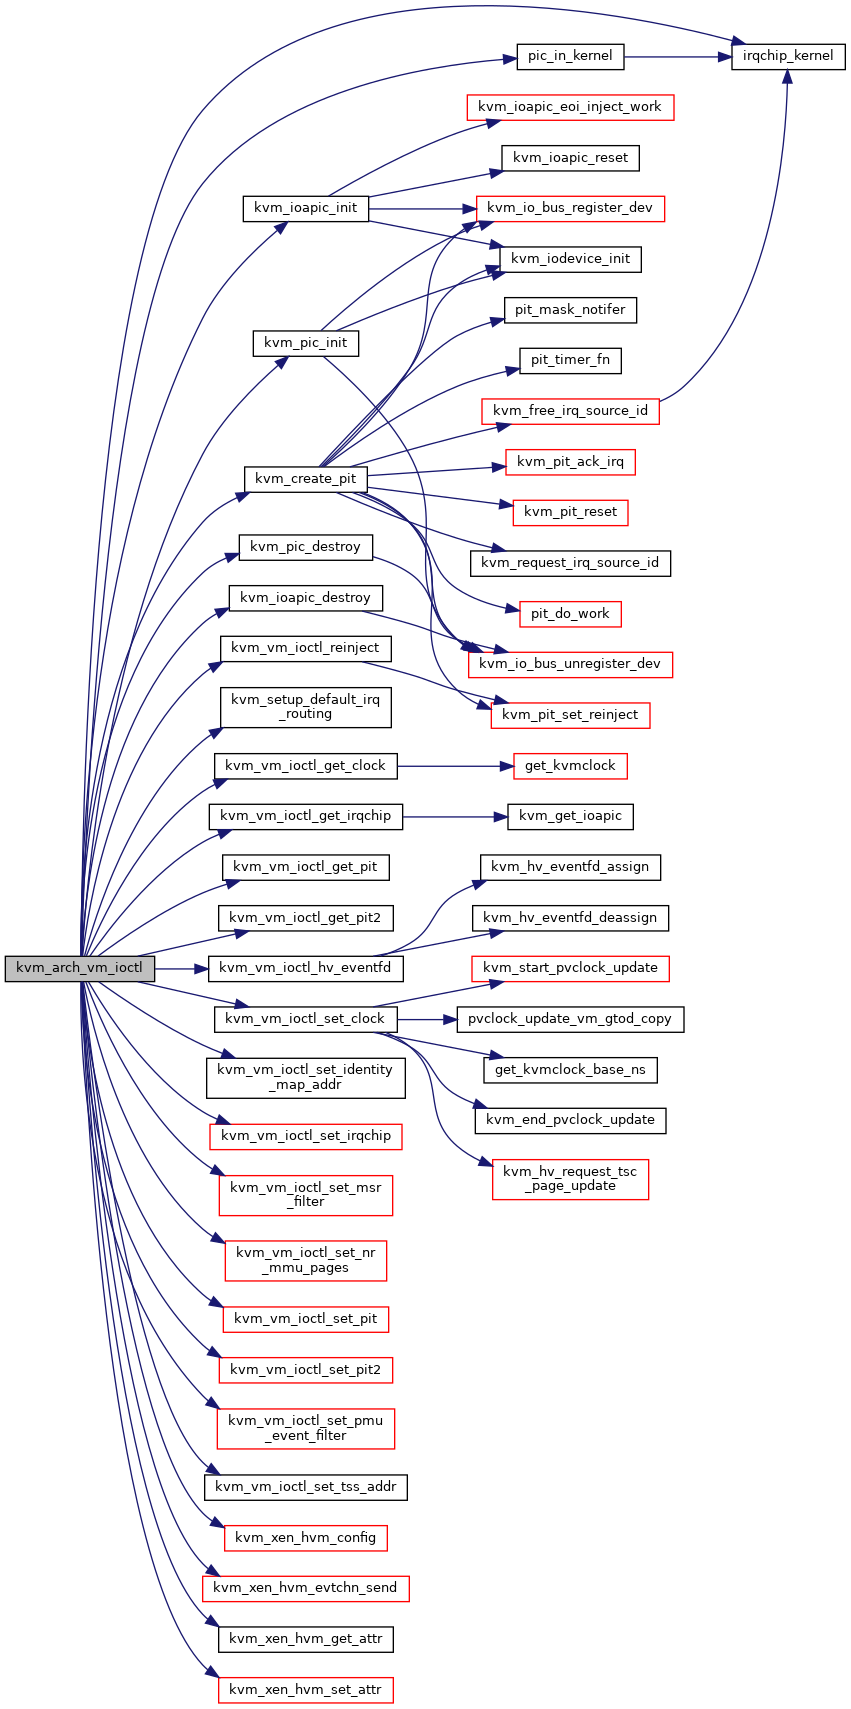 pic_in_kernel
irqchip_kernel
kvm_ioapic_eoi_inject_work
kvm_ioapic_reset
kvm_ioapic_init
kvm_io_bus_register_dev
kvm_iodevice_init
pit_mask_notifer
kvm_pic_init
pit_timer_fn
kvm_free_irq_source_id
kvm_pit_ack_irq
kvm_create_pit
kvm_pit_reset
kvm_pic_destroy
kvm_request_irq_source_id
kvm_ioapic_destroy
pit_do_work
kvm_vm_ioctl_reinject
kvm_io_bus_unregister_dev
kvm_setup_default_irq
_routing
kvm_pit_set_reinject
kvm_vm_ioctl_get_clock
get_kvmclock
kvm_vm_ioctl_get_irqchip
kvm_get_ioapic
kvm_vm_ioctl_get_pit
kvm_hv_eventfd_assign
kvm_vm_ioctl_get_pit2
kvm_hv_eventfd_deassign
kvm_arch_vm_ioctl
kvm_vm_ioctl_hv_eventfd
kvm_start_pvclock_update
kvm_vm_ioctl_set_clock
pvclock_update_vm_gtod_copy
kvm_vm_ioctl_set_identity
_map_addr
get_kvmclock_base_ns
kvm_end_pvclock_update
kvm_vm_ioctl_set_irqchip
kvm_hv_request_tsc
_page_update
kvm_vm_ioctl_set_msr
_filter
kvm_vm_ioctl_set_nr
_mmu_pages
kvm_vm_ioctl_set_pit
kvm_vm_ioctl_set_pit2
kvm_vm_ioctl_set_pmu
_event_filter
kvm_vm_ioctl_set_tss_addr
kvm_xen_hvm_config
kvm_xen_hvm_evtchn_send
kvm_xen_hvm_get_attr
kvm_xen_hvm_set_attr